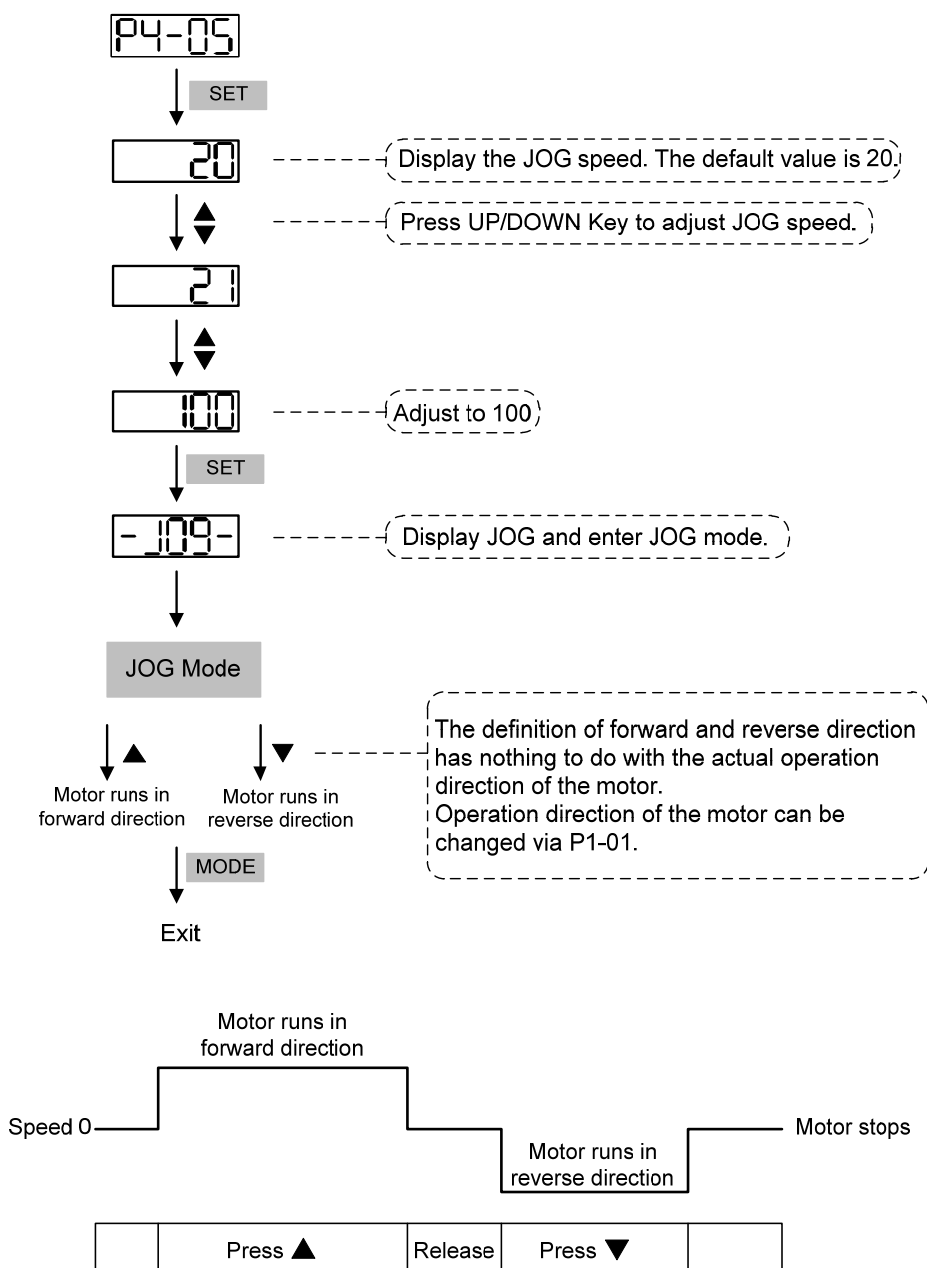 P4-05
SET
20
Display the JOG speed. The default value is 20.
Press UP/DOWN Key to adjust JOG speed.
21
100
Adjust to 100
SET
-JOG-
Display JOG and enter JOG mode.
JOG Mode
The definition of forward and reverse direction
has nothing to do with the actual operation
direction of the motor.
Operation direction of the motor can be
changed via P1-01.
Motor runs in
forward direction
Motor runs in
reverse direction
MODE
Exit
Motor runs in
forward direction
Speed 0
Motor stops
Motor runs in
reverse direction
Press ▲
Release
Press ▼